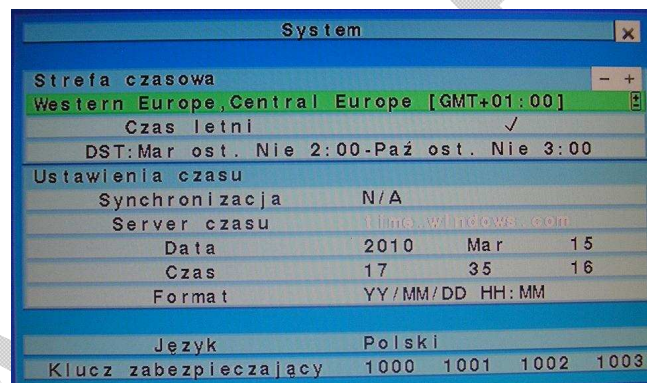 System
Strefa czasowa
Western Europe,Central Europe [GMT+01:00]
Czas letni ✓
DST:Mar ost. Nie 2:00-Paź ost. Nie 3:00
Ustawienia czasu
Synchronizacja N/A
Server czasu time.windows.com
Data 2010 Mar 15
Czas 17 35 16
Format YY/MM/DD HH:MM
Język Polski
Klucz zabezpieczający 1000 1001 1002 1003